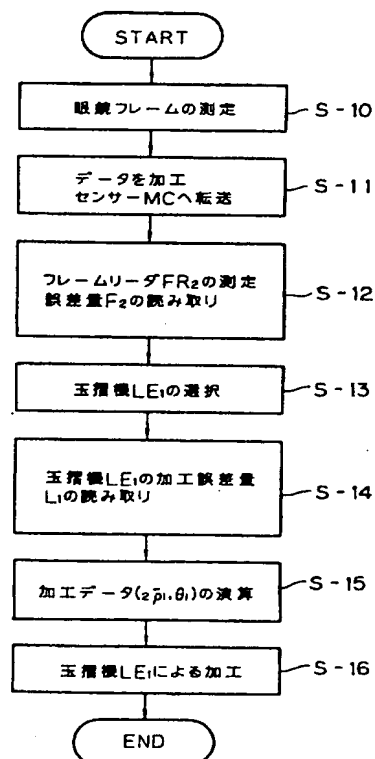 START
眼鏡フレームの測定
S-10
データを加工
センサーMCへ転送
S-11
フレームリーダFR₂の測定
誤差量F₂の読み取り
S-12
玉摺機LE₁の選択
S-13
玉摺機LE₁の加工誤差量
L₁の読み取り
S-14
加工データ(₂ρ̄₁,θ₁)の演算
S-15
玉摺機LE₁による加工
S-16
END